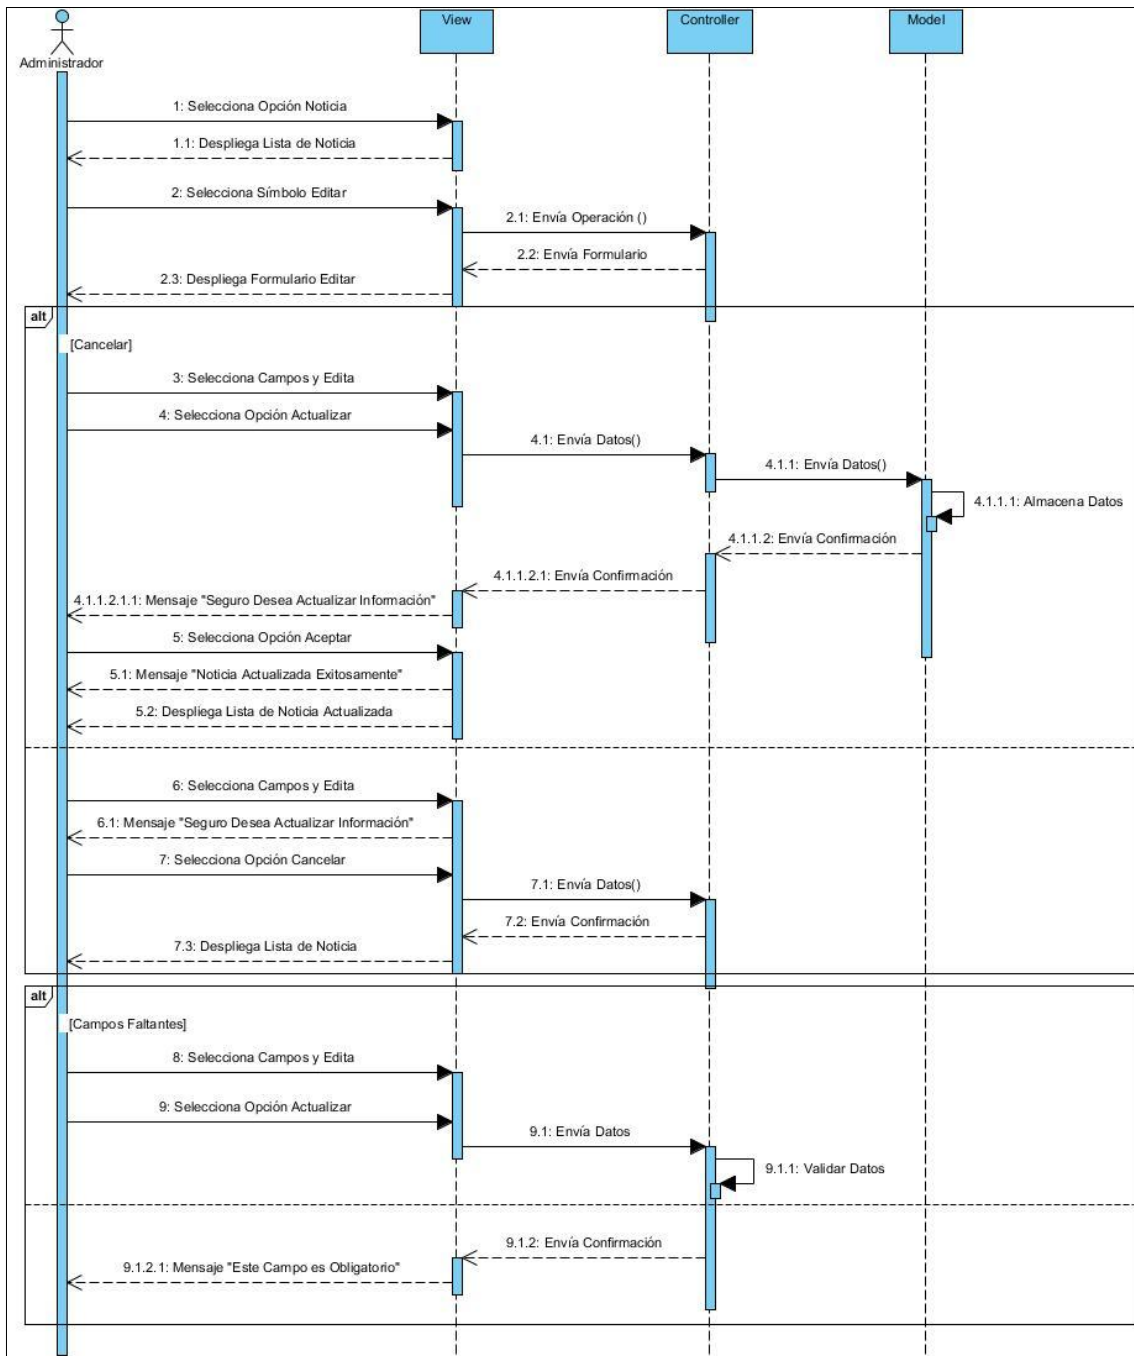 View
Controller
Model
Administrador
1: Selecciona Opción Noticia
1.1: Despliega Lista de Noticia
2: Selecciona Símbolo Editar
2.1: Envía Operación ()
2.2: Envía Formulario
2.3: Despliega Formulario Editar
alt
[Cancelar]
3: Selecciona Campos y Edita
4: Selecciona Opción Actualizar
4.1: Envía Datos()
4.1.1: Envía Datos()
4.1.1.1: Almacena Datos
4.1.1.2: Envía Confirmación
4.1.1.2.1: Envía Confirmación
4.1.1.2.1.1: Mensaje "Seguro Desea Actualizar Información"
5: Selecciona Opción Aceptar
5.1: Mensaje "Noticia Actualizada Exitosamente"
5.2: Despliega Lista de Noticia Actualizada
6: Selecciona Campos y Edita
6.1: Mensaje "Seguro Desea Actualizar Información"
7: Selecciona Opción Cancelar
7.1: Envía Datos()
7.2: Envía Confirmación
7.3: Despliega Lista de Noticia
alt
[Campos Faltantes]
8: Selecciona Campos y Edita
9: Selecciona Opción Actualizar
9.1: Envía Datos
9.1.1: Validar Datos
9.1.2: Envía Confirmación
9.1.2.1: Mensaje "Este Campo es Obligatorio"